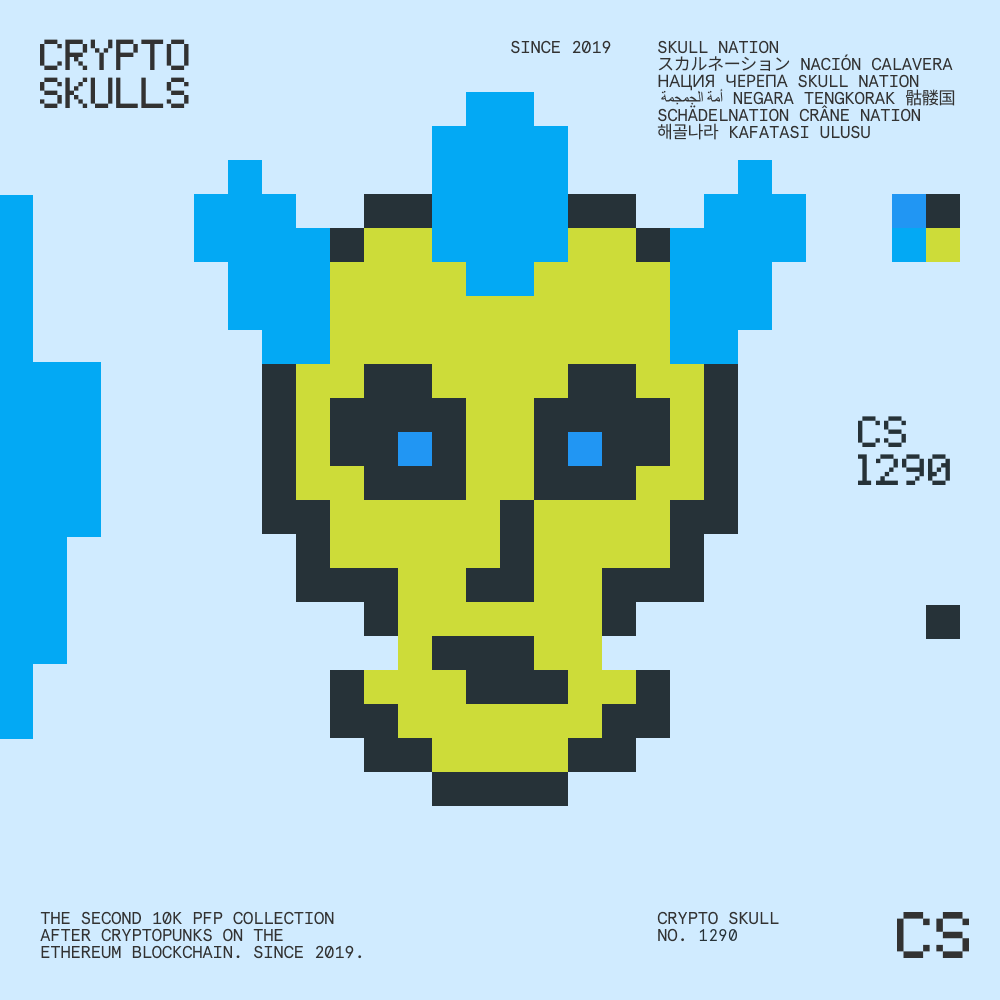 CRYPTO
SKULLS
SINCE 2019
SKULL NATION
スカルネーション NACIÓN CALAVERA
НАЦИЯ ЧЕРЕПА SKULL NATION
أمة الجمجمة NEGARA TENGKORAK 骷髅国
SCHÄDELNATION CRÂNE NATION
해골나라 KAFATASI ULUSU
CS
1290
THE SECOND 10K PFP COLLECTION
AFTER CRYPTOPUNKS ON THE
ETHEREUM BLOCKCHAIN. SINCE 2019.
CRYPTO SKULL
NO. 1290
CS